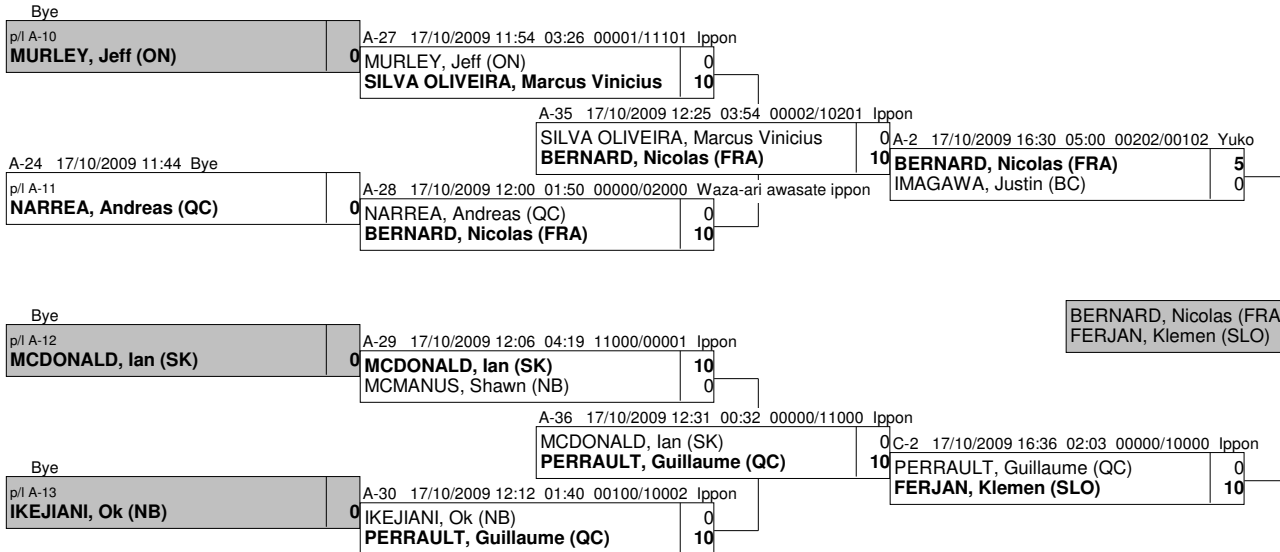 Bye
p/l A-10
MURLEY, Jeff (ON) 0
A-27 17/10/2009 11:54 03:26 00001/11101 Ippon
MURLEY, Jeff (ON) 0
SILVA OLIVEIRA, Marcus Vinicius 10
A-35 17/10/2009 12:25 03:54 00002/10201 Ippon
SILVA OLIVEIRA, Marcus Vinicius 0
BERNARD, Nicolas (FRA) 10
A-2 17/10/2009 16:30 05:00 00202/00102 Yuko
BERNARD, Nicolas (FRA) 5
IMAGAWA, Justin (BC) 0
A-24 17/10/2009 11:44 Bye
p/l A-11
NARREA, Andreas (QC) 0
A-28 17/10/2009 12:00 01:50 00000/02000 Waza-ari awasate ippon
NARREA, Andreas (QC) 0
BERNARD, Nicolas (FRA) 10
Bye
p/l A-12
MCDONALD, Ian (SK) 0
A-29 17/10/2009 12:06 04:19 11000/00001 Ippon
MCDONALD, Ian (SK) 10
MCMANUS, Shawn (NB) 0
BERNARD, Nicolas (FRA
FERJAN, Klemen (SLO)
A-36 17/10/2009 12:31 00:32 00000/11000 Ippon
MCDONALD, Ian (SK) 0
PERRAULT, Guillaume (QC) 10
C-2 17/10/2009 16:36 02:03 00000/10000 Ippon
PERRAULT, Guillaume (QC) 0
FERJAN, Klemen (SLO) 10
Bye
p/l A-13
IKEJIANI, Ok (NB) 0
A-30 17/10/2009 12:12 01:40 00100/10002 Ippon
IKEJIANI, Ok (NB) 0
PERRAULT, Guillaume (QC) 10